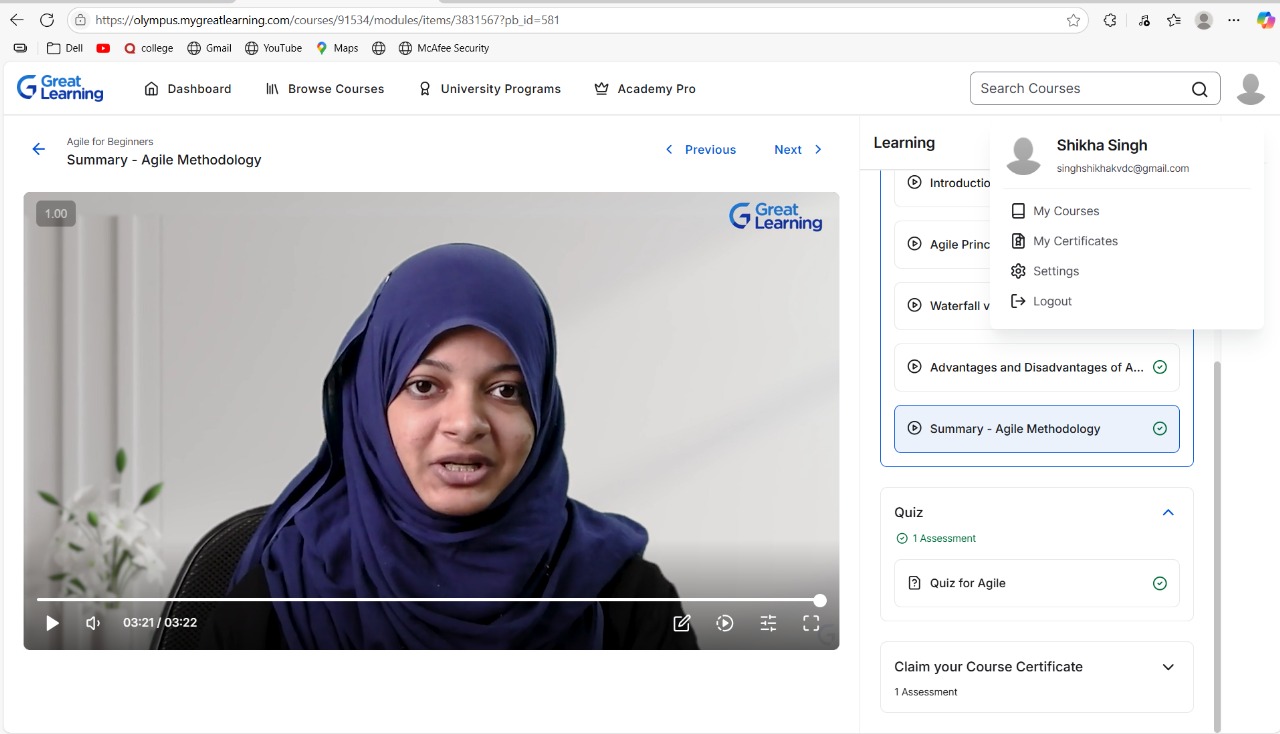 https://olympus.mygreatlearning.com/courses/91534/modules/items/3831567?pb_id=581
Dell
college
Gmail
YouTube
Maps
McAfee Security
Great Learning
Dashboard
Browse Courses
University Programs
Academy Pro
Search Courses
Agile for Beginners
Summary - Agile Methodology
Previous
Next
1.00
Great Learning
03:21 / 03:22
Learning
Shikha Singh
singhshikhakvdc@gmail.com
My Courses
My Certificates
Settings
Logout
Introductio
Agile Princ
Waterfall v
Advantages and Disadvantages of A...
Summary - Agile Methodology
Quiz
1 Assessment
Quiz for Agile
Claim your Course Certificate
1 Assessment